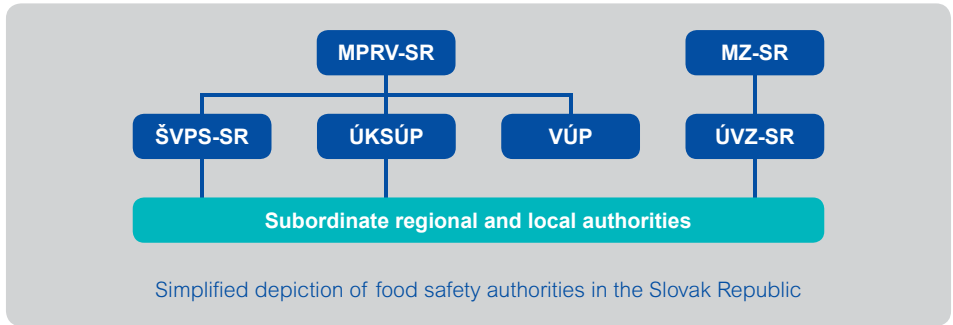 MPRV-SR
MZ-SR
ŠVPS-SR
ÚKSÚP
VÚP
ÚVZ-SR
Subordinate regional and local authorities
Simplified depiction of food safety authorities in the Slovak Republic